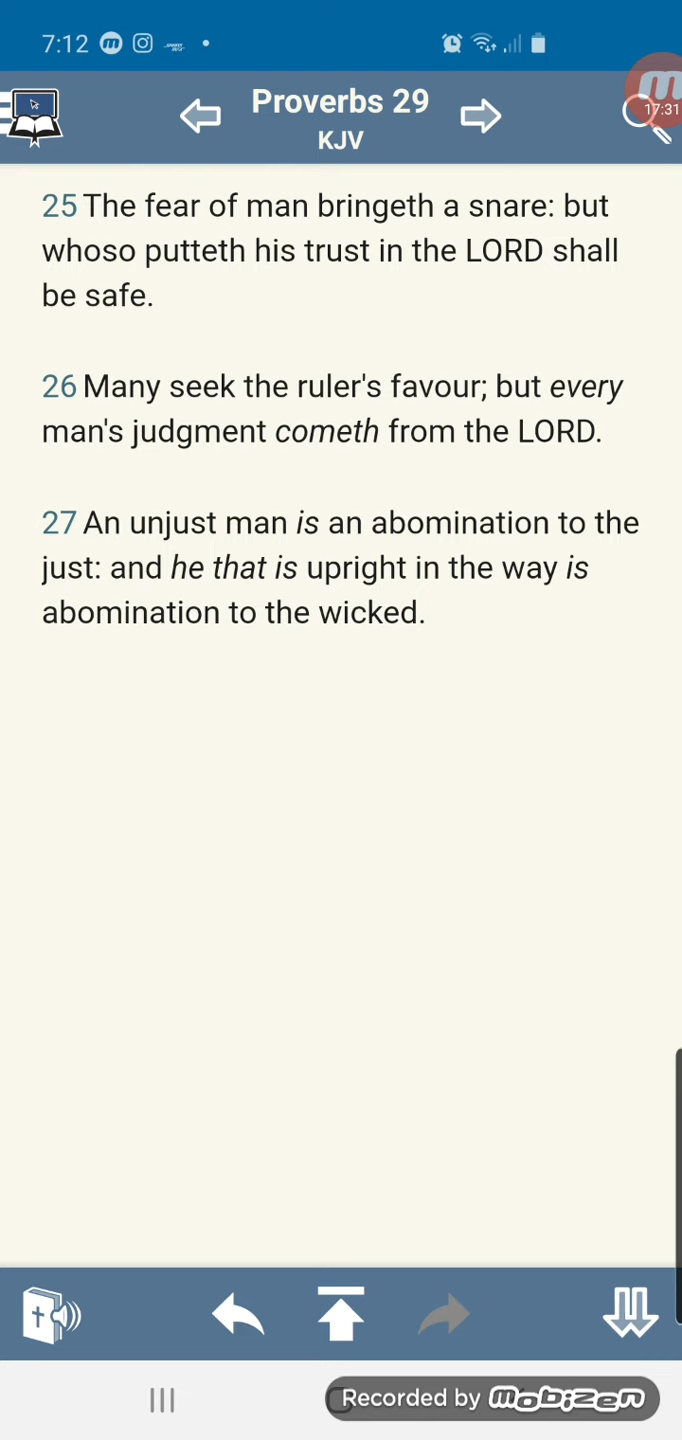 7:12
Proverbs 29
KJV
17:31
25 The fear of man bringeth a snare: but
whoso putteth his trust in the LORD shall
be safe.
26 Many seek the ruler's favour; but every
man's judgment cometh from the LORD.
27 An unjust man is an abomination to the
just: and he that is upright in the way is
abomination to the wicked.
Recorded by mobizen